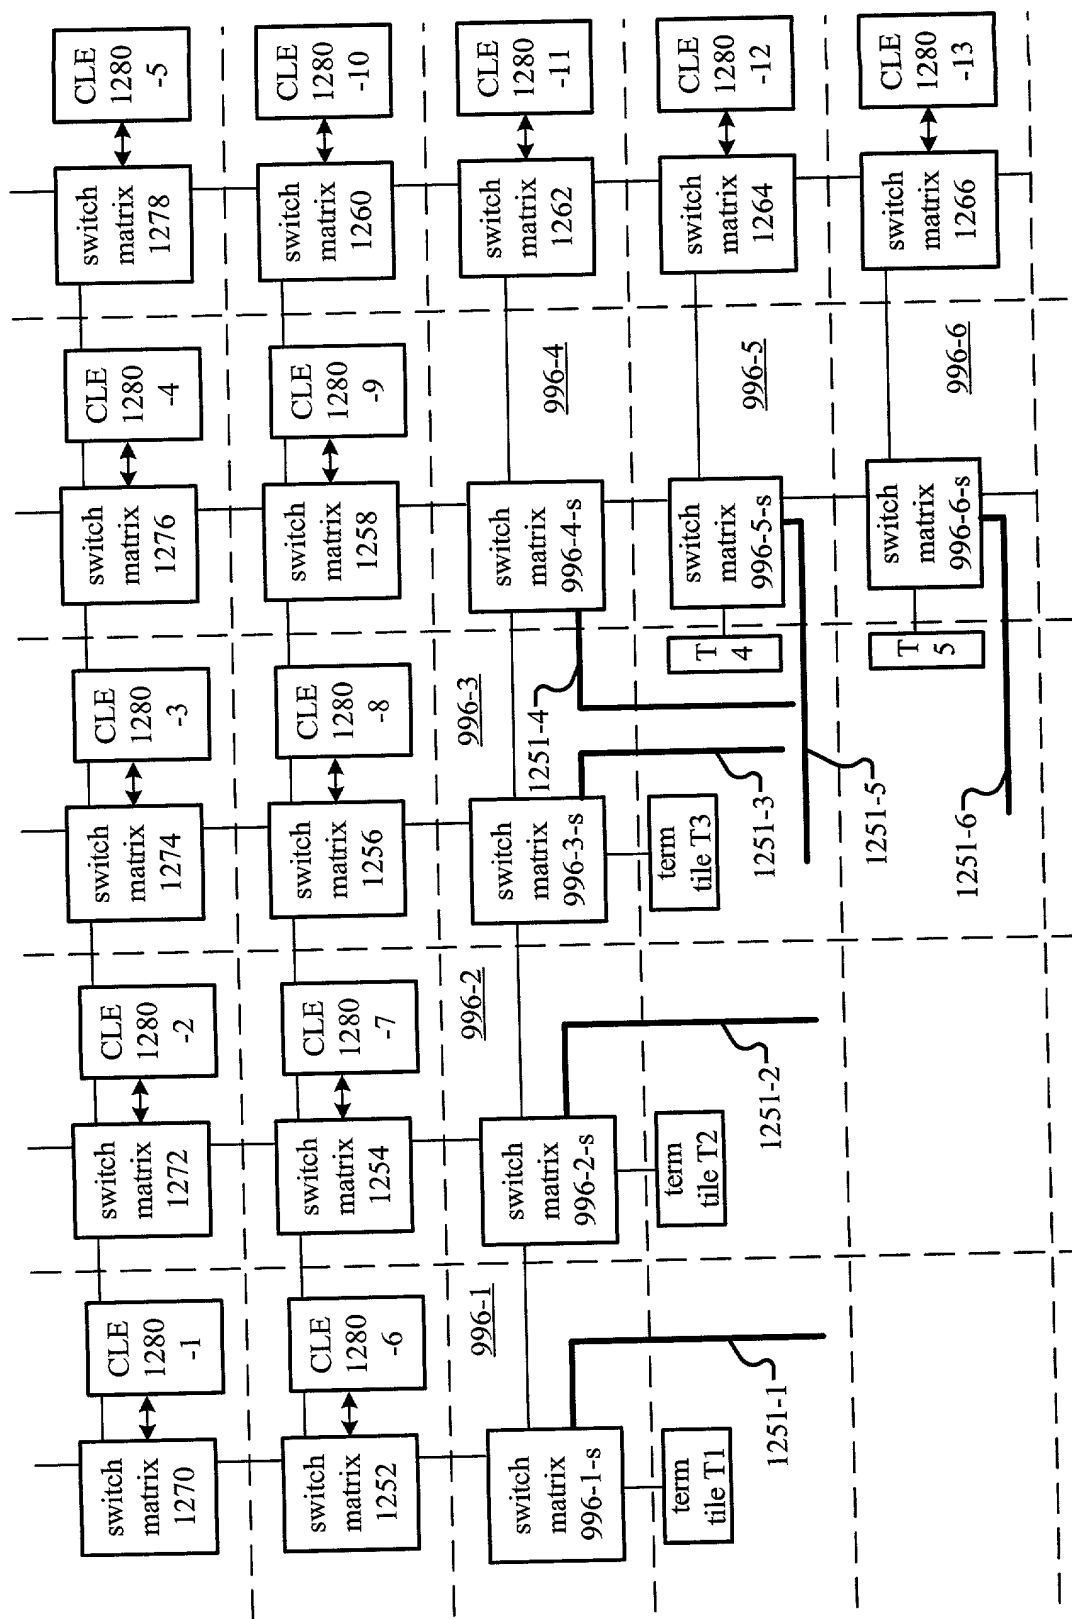 switch
matrix
1270
CLE
1280
-1
switch
matrix
1272
CLE
1280
-2
switch
matrix
1274
CLE
1280
-3
switch
matrix
1276
CLE
1280
-4
switch
matrix
1278
CLE
1280
-5
switch
matrix
1252
CLE
1280
-6
switch
matrix
1254
CLE
1280
-7
switch
matrix
1256
CLE
1280
-8
switch
matrix
1258
CLE
1280
-9
switch
matrix
1260
CLE
1280
-10
996-1
996-2
996-3
switch
matrix
996-1-s
switch
matrix
996-2-s
switch
matrix
996-3-s
1251-4
switch
matrix
996-4-s
996-4
switch
matrix
1262
CLE
1280
-11
term
tile T1
term
tile T2
term
tile T3
T
4
switch
matrix
996-5-s
996-5
switch
matrix
1264
CLE
1280
-12
1251-1
1251-2
1251-3
1251-5
T
5
switch
matrix
996-6-s
996-6
switch
matrix
1266
CLE
1280
-13
1251-6